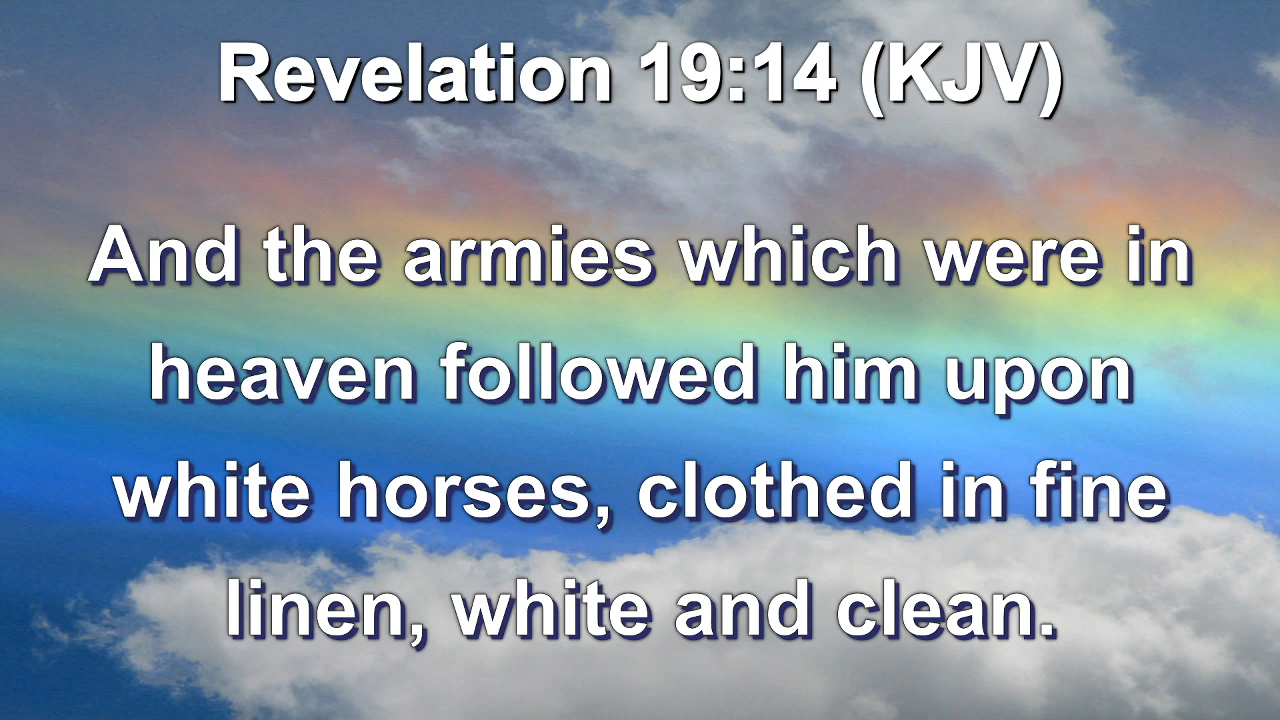 Revelation 19:14 (KJV)
And the armies which were in
heaven followed him upon
white horses, clothed in fine
linen, white and clean.